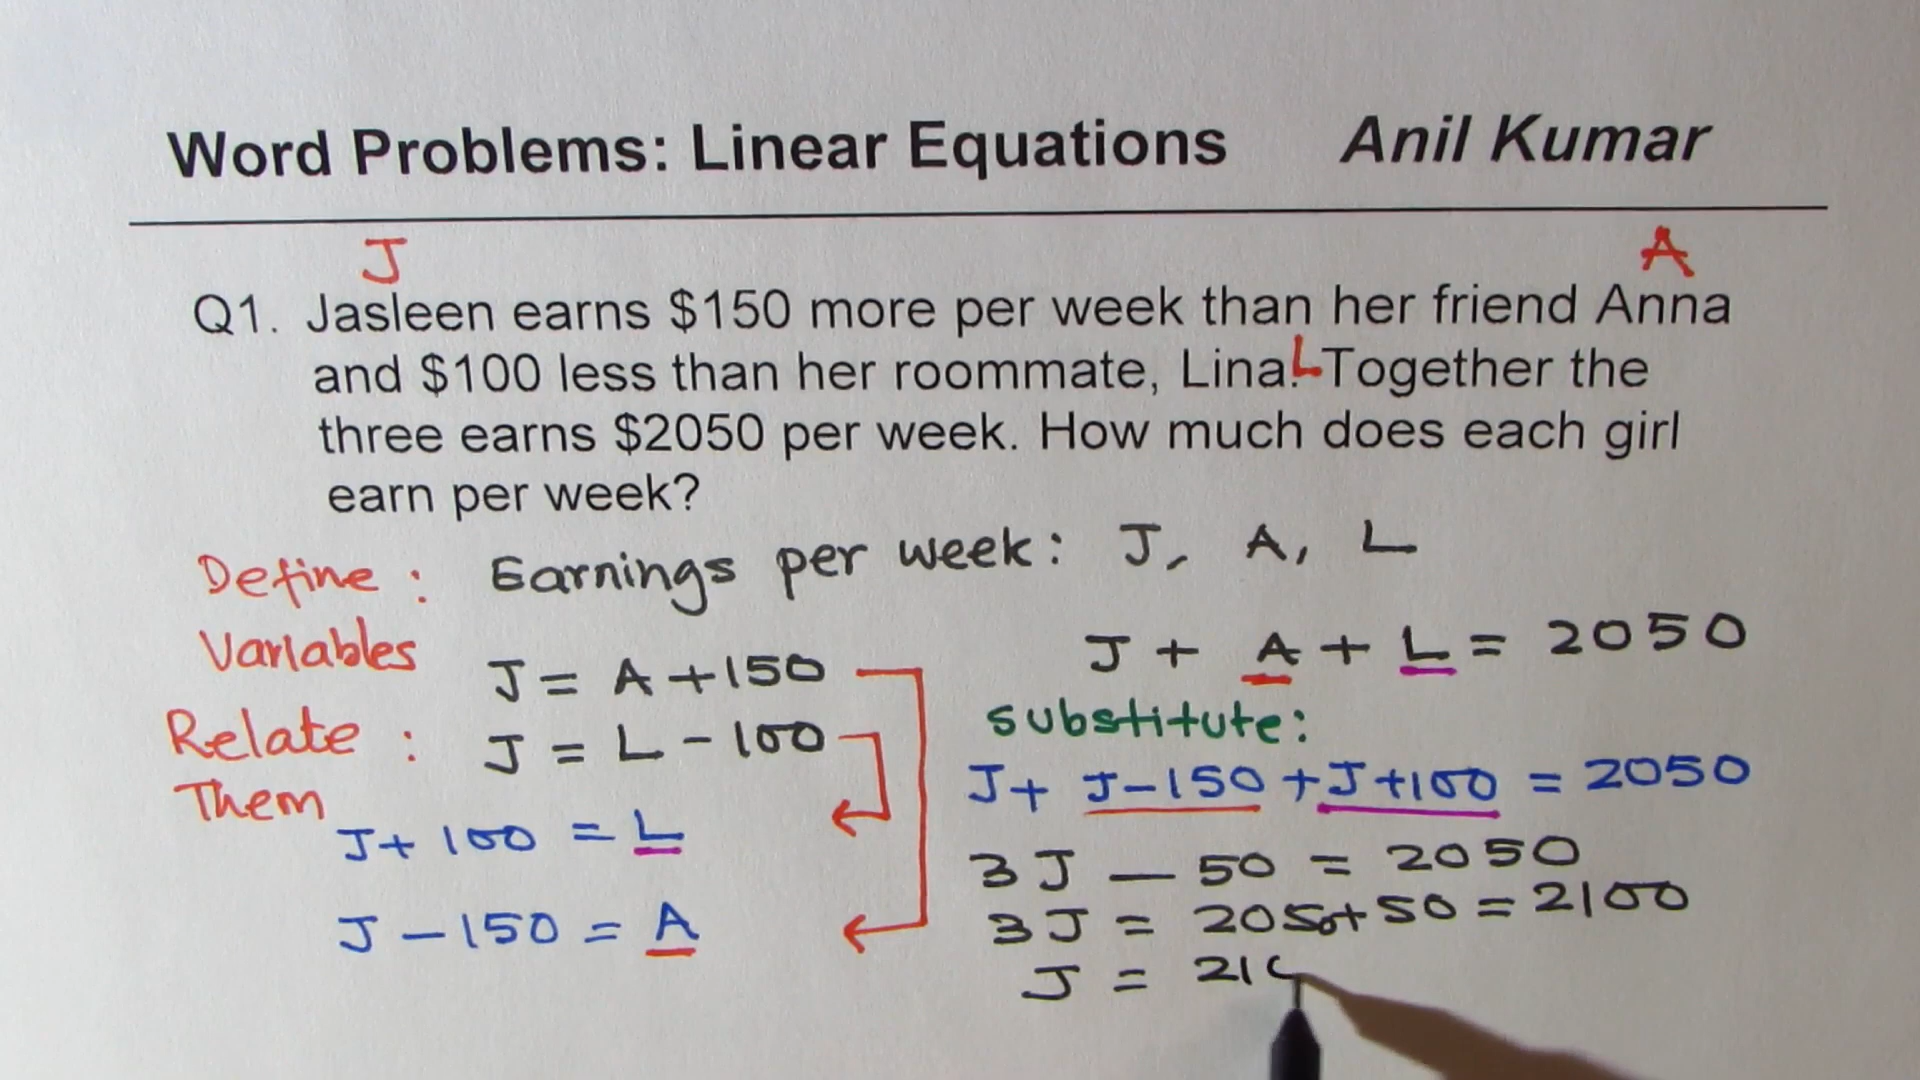 Word Problems: Linear Equations Anil Kumar
J A
Q1. Jasleen earns $150 more per week than her friend Anna
and $100 less than her roommate, Lina. L Together the
three earns $2050 per week. How much does each girl
earn per week?
Define : Earnings per week: J, A, L
Variables
J = A + 150
J + A + L = 2050
Relate : J = L - 100
Them
substitute:
J + J - 150 + J + 100 = 2050
J + 100 = L
3J - 50 = 2050
J - 150 = A
3J = 2050 + 50 = 2100
J = 21